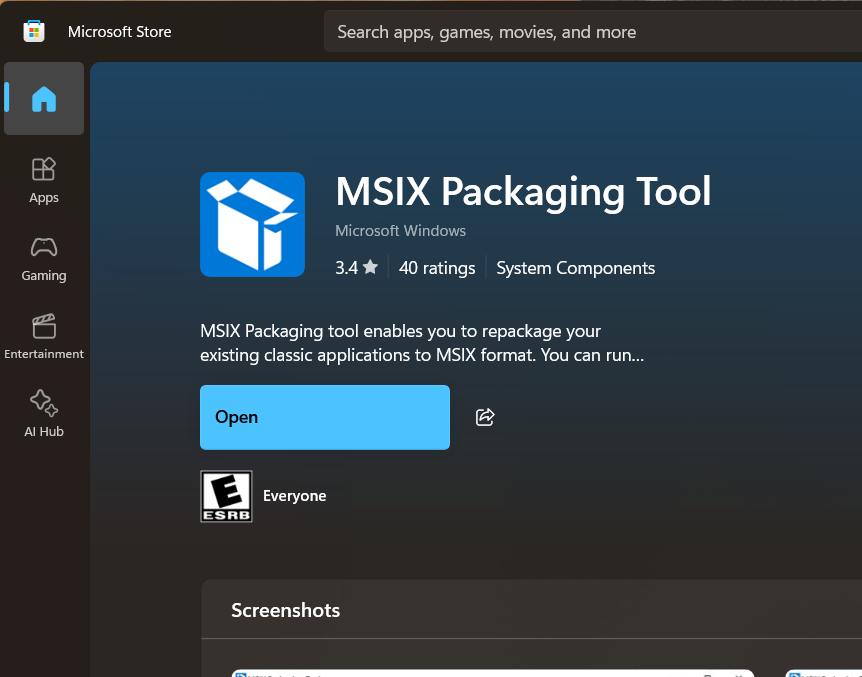 Microsoft Store
Search apps, games, movies, and more
Apps
Gaming
Entertainment
AI Hub
MSIX Packaging Tool
Microsoft Windows
3.4 ★ 40 ratings System Components
MSIX Packaging tool enables you to repackage your
existing classic applications to MSIX format. You can run...
Open
E
ESRB
Everyone
Screenshots